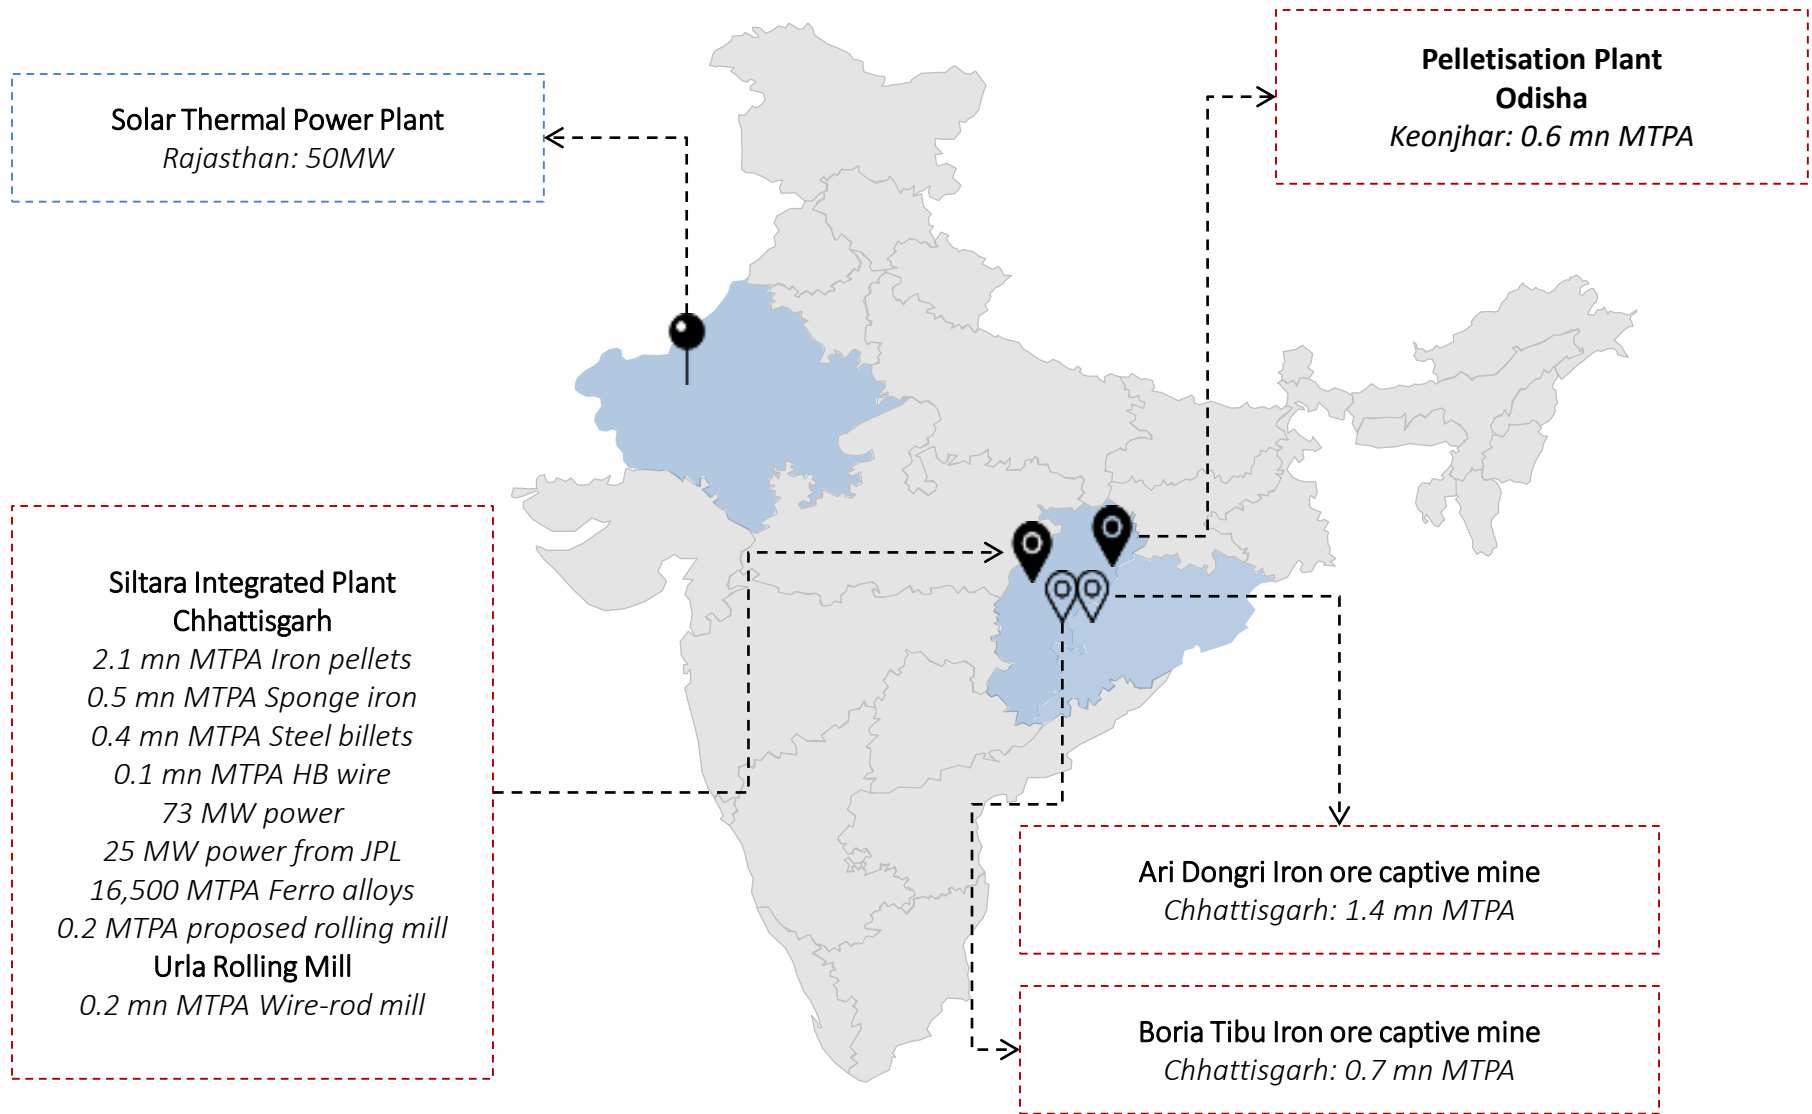 Solar Thermal Power Plant
Rajasthan: 50MW
Pelletisation Plant
Odisha
Keonjhar: 0.6 mn MTPA
Siltara Integrated Plant
Chhattisgarh
2.1 mn MTPA Iron pellets
0.5 mn MTPA Sponge iron
0.4 mn MTPA Steel billets
0.1 mn MTPA HB wire
73 MW power
25 MW power from JPL
16,500 MTPA Ferro alloys
0.2 MTPA proposed rolling mill
Urla Rolling Mill
0.2 mn MTPA Wire-rod mill
Ari Dongri Iron ore captive mine
Chhattisgarh: 1.4 mn MTPA
Boria Tibu Iron ore captive mine
Chhattisgarh: 0.7 mn MTPA